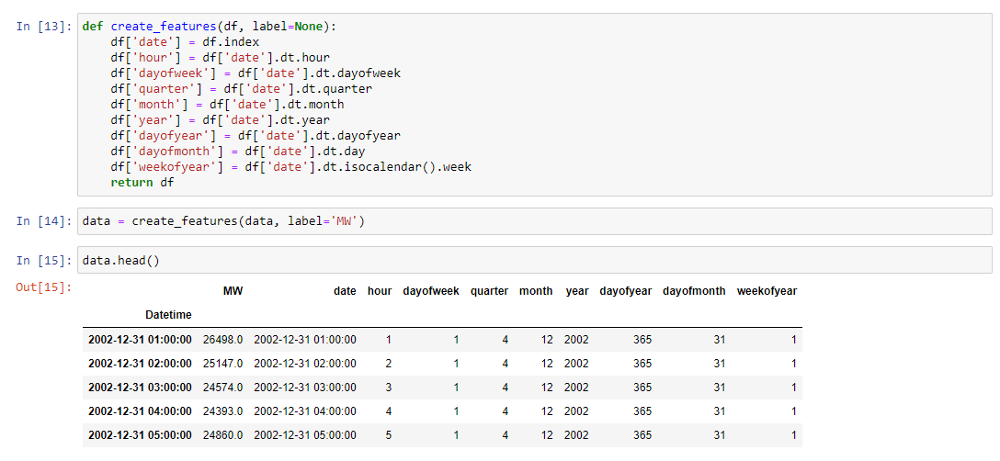 In [13]: def create_features(df, label=None):
    df['date'] = df.index
    df['hour'] = df['date'].dt.hour
    df['dayofweek'] = df['date'].dt.dayofweek
    df['quarter'] = df['date'].dt.quarter
    df['month'] = df['date'].dt.month
    df['year'] = df['date'].dt.year
    df['dayofyear'] = df['date'].dt.dayofyear
    df['dayofmonth'] = df['date'].dt.day
    df['weekofyear'] = df['date'].dt.isocalendar().week
    return df
In [14]: data = create_features(data, label='MW')
In [15]: data.head()
Out[15]:
MW date hour dayofweek quarter month year dayofyear dayofmonth weekofyear
Datetime
2002-12-31 01:00:00 26498.0 2002-12-31 01:00:00 1 1 4 12 2002 365 31 1
2002-12-31 02:00:00 25147.0 2002-12-31 02:00:00 2 1 4 12 2002 365 31 1
2002-12-31 03:00:00 24574.0 2002-12-31 03:00:00 3 1 4 12 2002 365 31 1
2002-12-31 04:00:00 24393.0 2002-12-31 04:00:00 4 1 4 12 2002 365 31 1
2002-12-31 05:00:00 24860.0 2002-12-31 05:00:00 5 1 4 12 2002 365 31 1